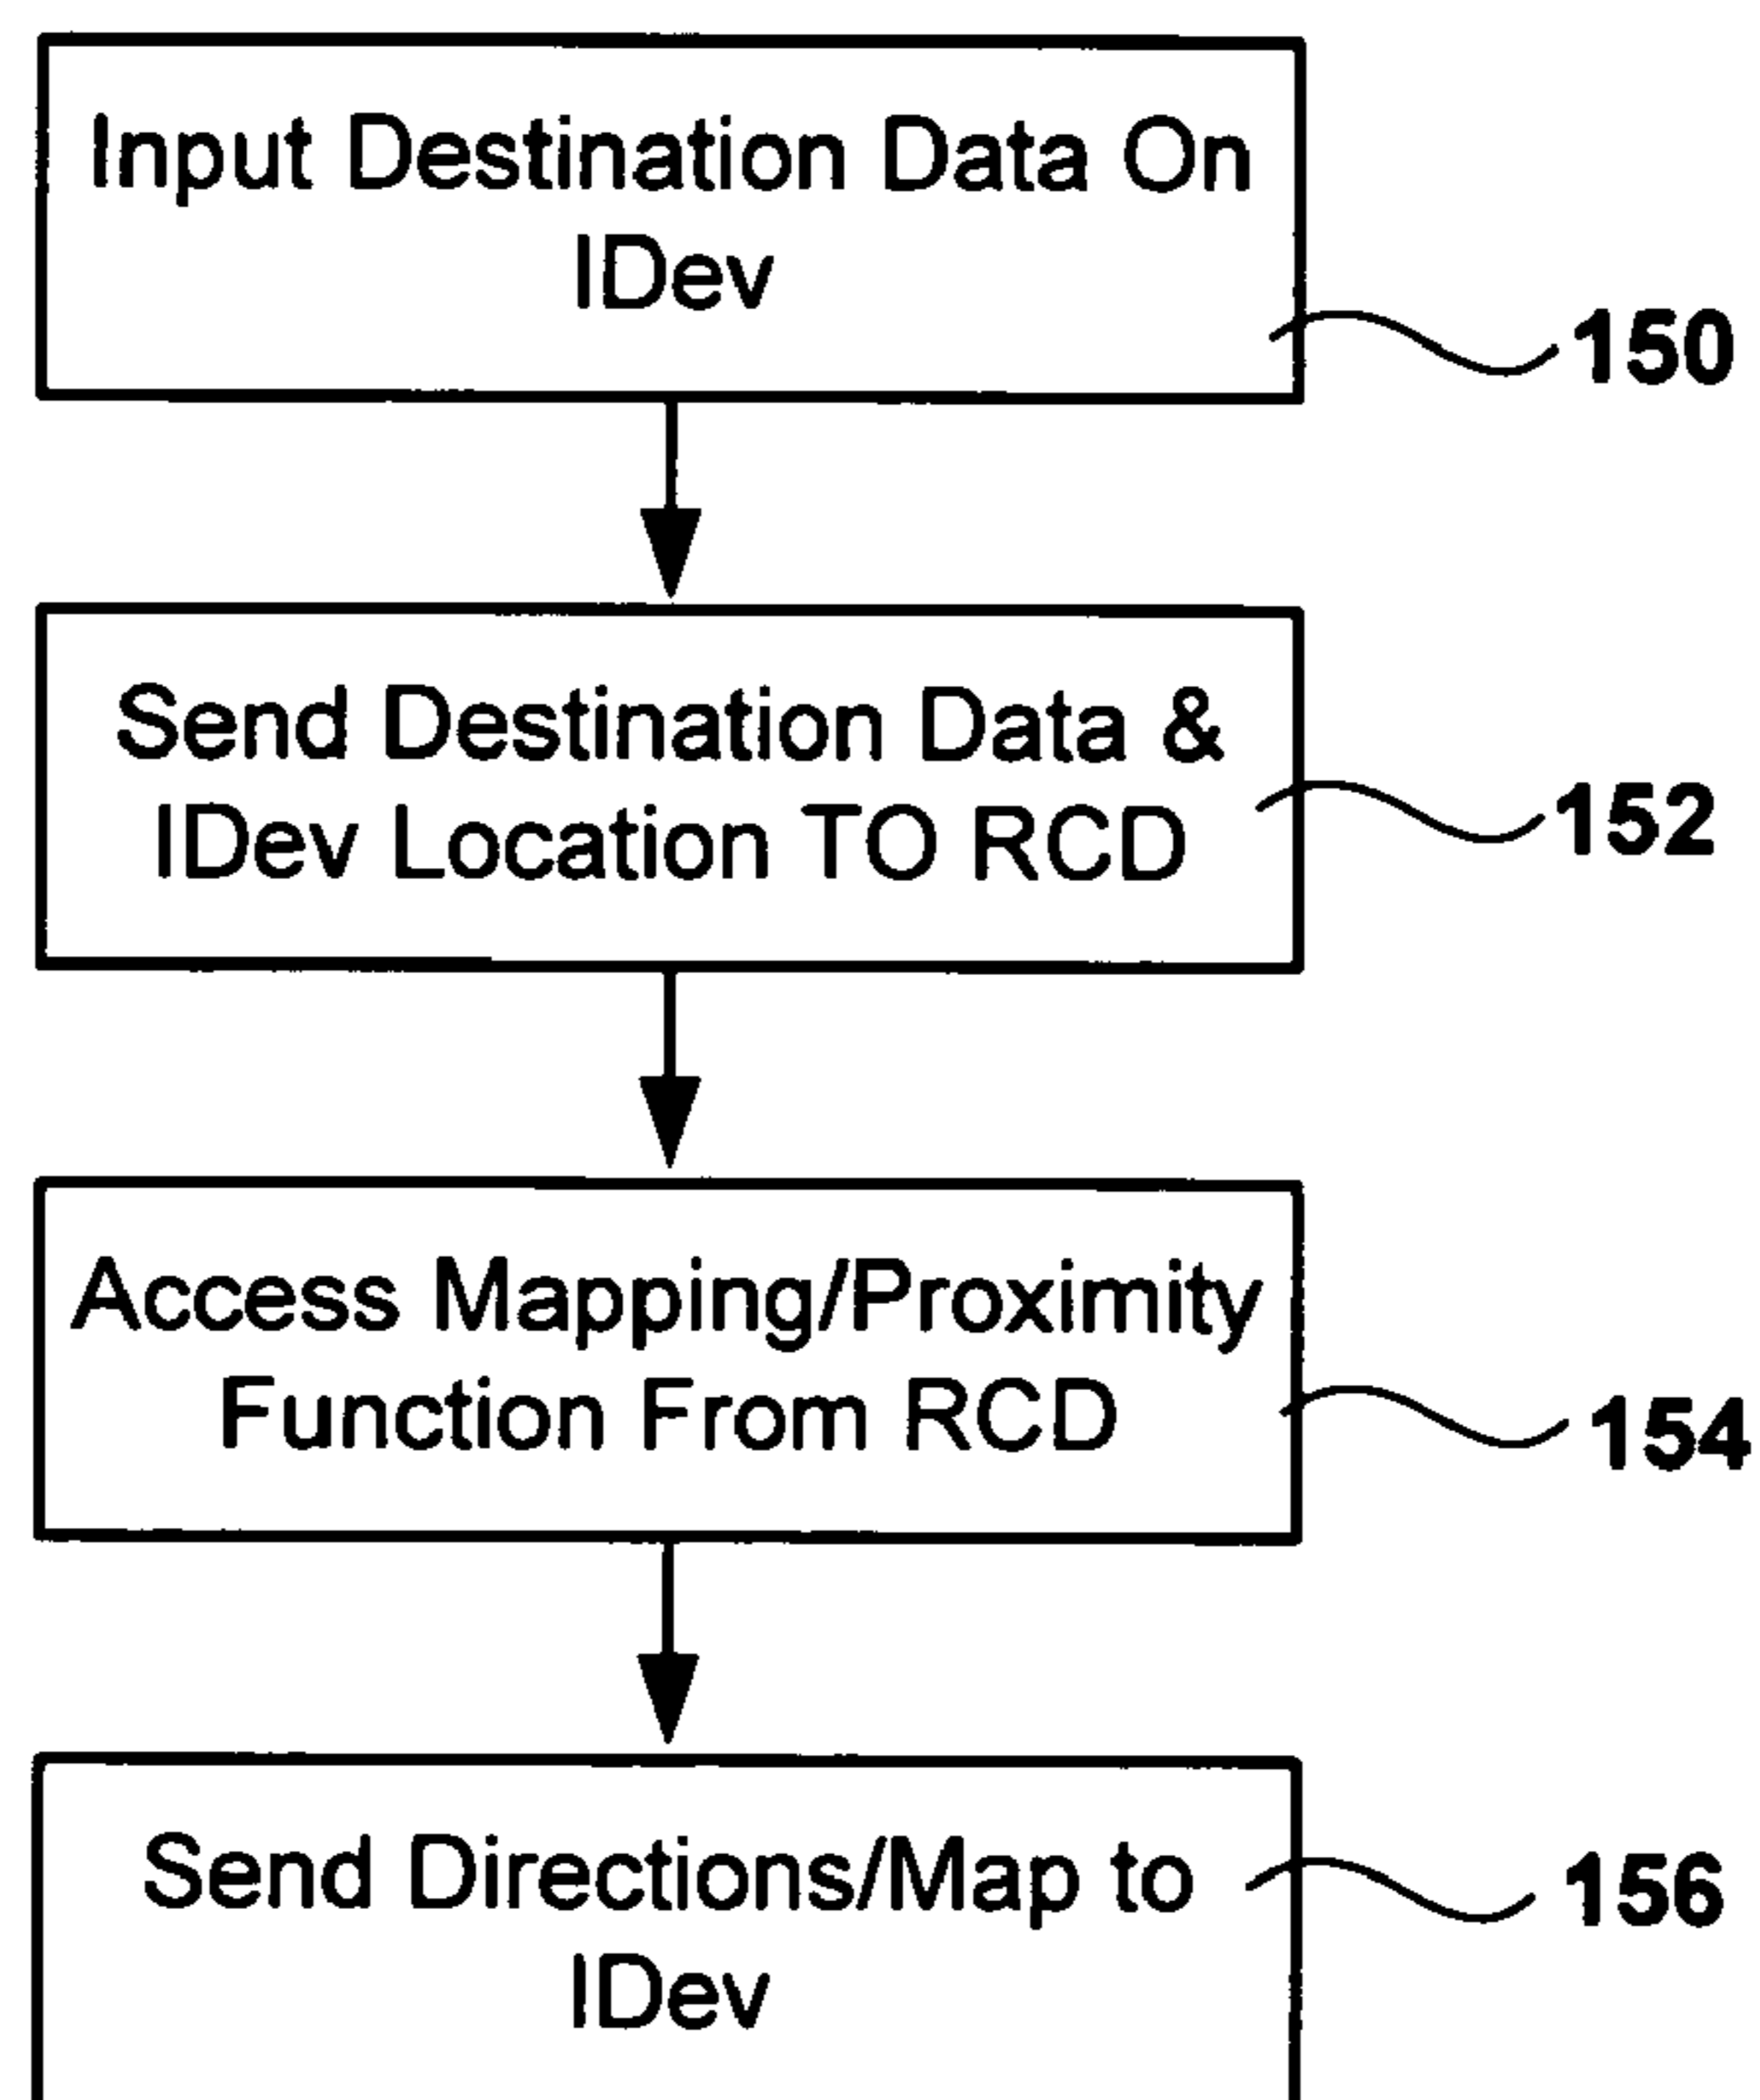 Input Destination Data On
IDev
150
Send Destination Data &
IDev Location TO RCD
152
Access Mapping/Proximity
Function From RCD
154
Send Directions/Map to
IDev
156